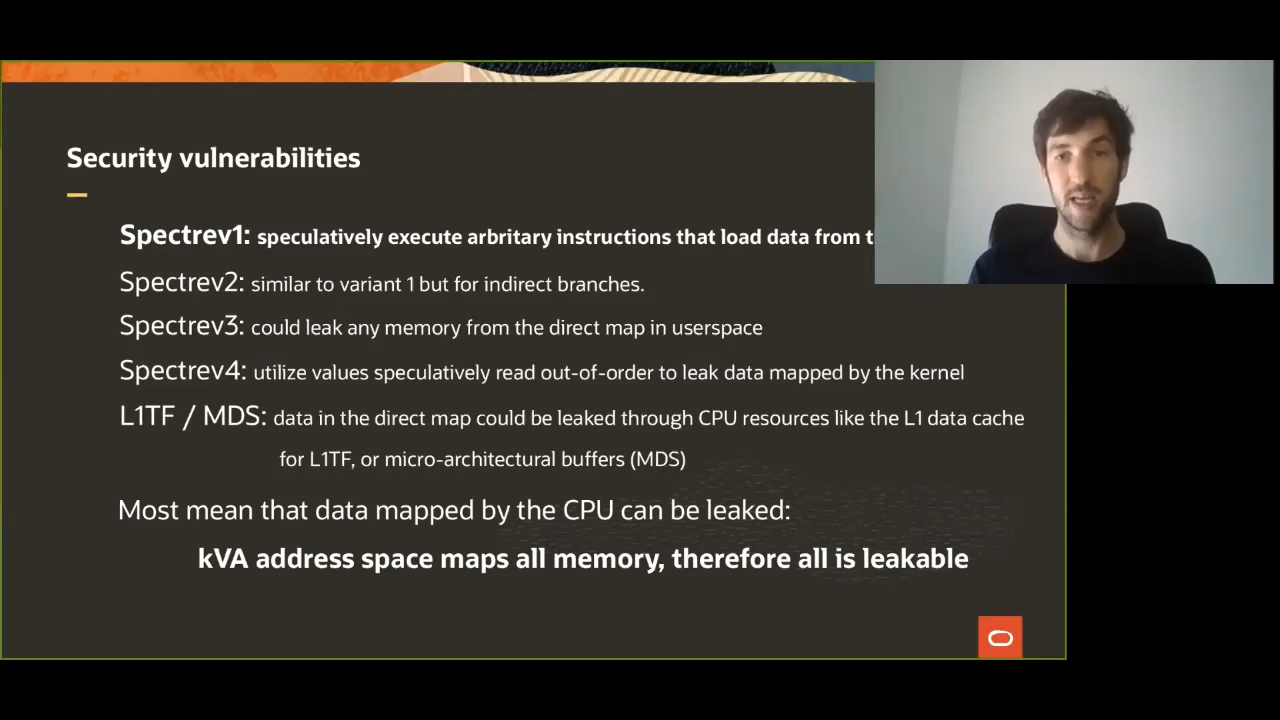 Security vulnerabilities
Spectrev1: speculatively execute arbritary instructions that load data from
Spectrev2: similar to variant 1 but for indirect branches.
Spectrev3: could leak any memory from the direct map in userspace
Spectrev4: utilize values speculatively read out-of-order to leak data mapped by the kernel
L1TF / MDS: data in the direct map could be leaked through CPU resources like the L1 data cache
for L1TF, or micro-architectural buffers (MDS)
Most mean that data mapped by the CPU can be leaked:
kVA address space maps all memory, therefore all is leakable